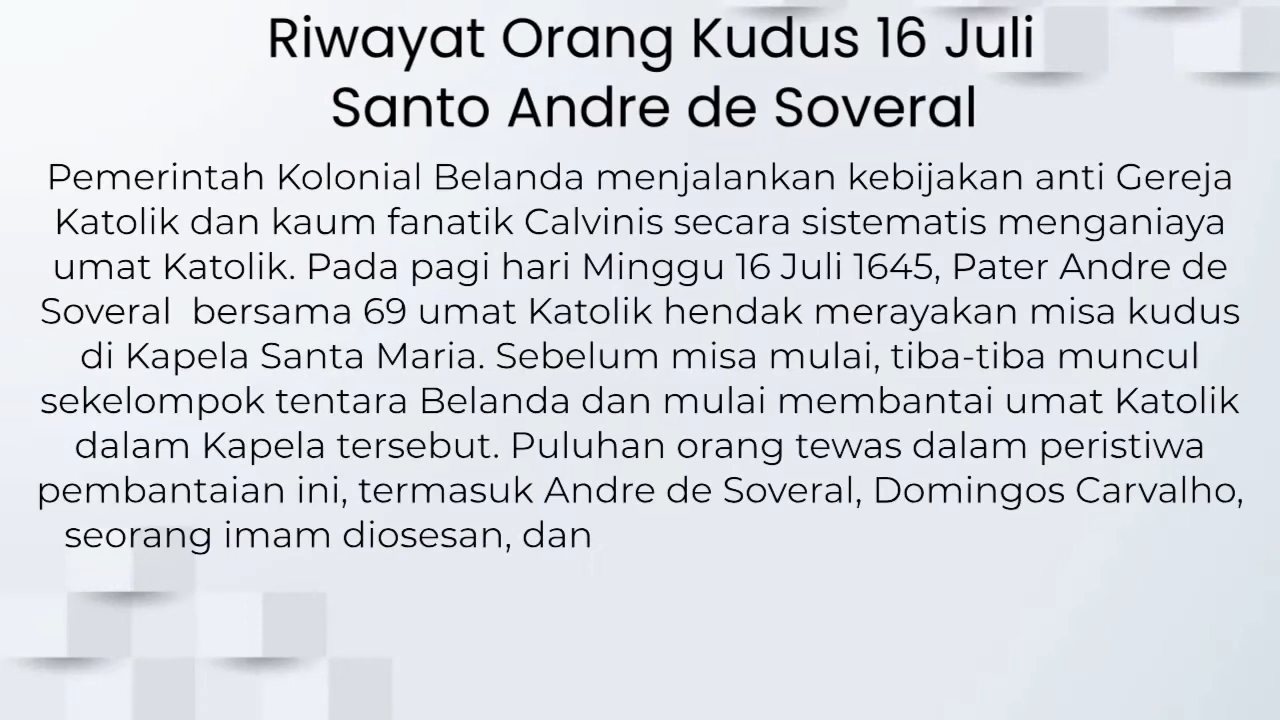 Riwayat Orang Kudus 16 Juli
Santo Andre de Soveral
Pemerintah Kolonial Belanda menjalankan kebijakan anti Gereja
Katolik dan kaum fanatik Calvinis secara sistematis menganiaya
umat Katolik. Pada pagi hari Minggu 16 Juli 1645, Pater Andre de
Soveral  bersama 69 umat Katolik hendak merayakan misa kudus
di Kapela Santa Maria. Sebelum misa mulai, tiba-tiba muncul
sekelompok tentara Belanda dan mulai membantai umat Katolik
dalam Kapela tersebut. Puluhan orang tewas dalam peristiwa
pembantaian ini, termasuk Andre de Soveral, Domingos Carvalho,
seorang imam diosesan, dan